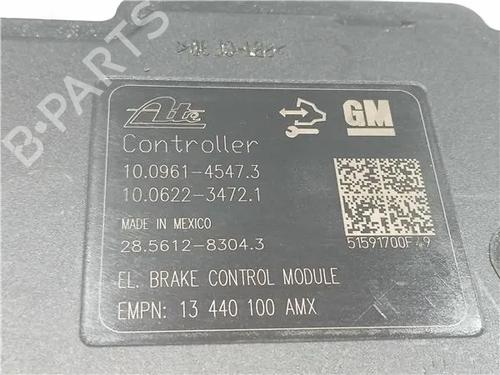 B-PARTS
Ate
GM
Controller
10.0961-4547.3
10.0622-3472.1
MADE IN MEXICO
28.5612-8304.3
51591700F49
EL. BRAKE CONTROL MODULE
EMPN: 13 440 100 AMX